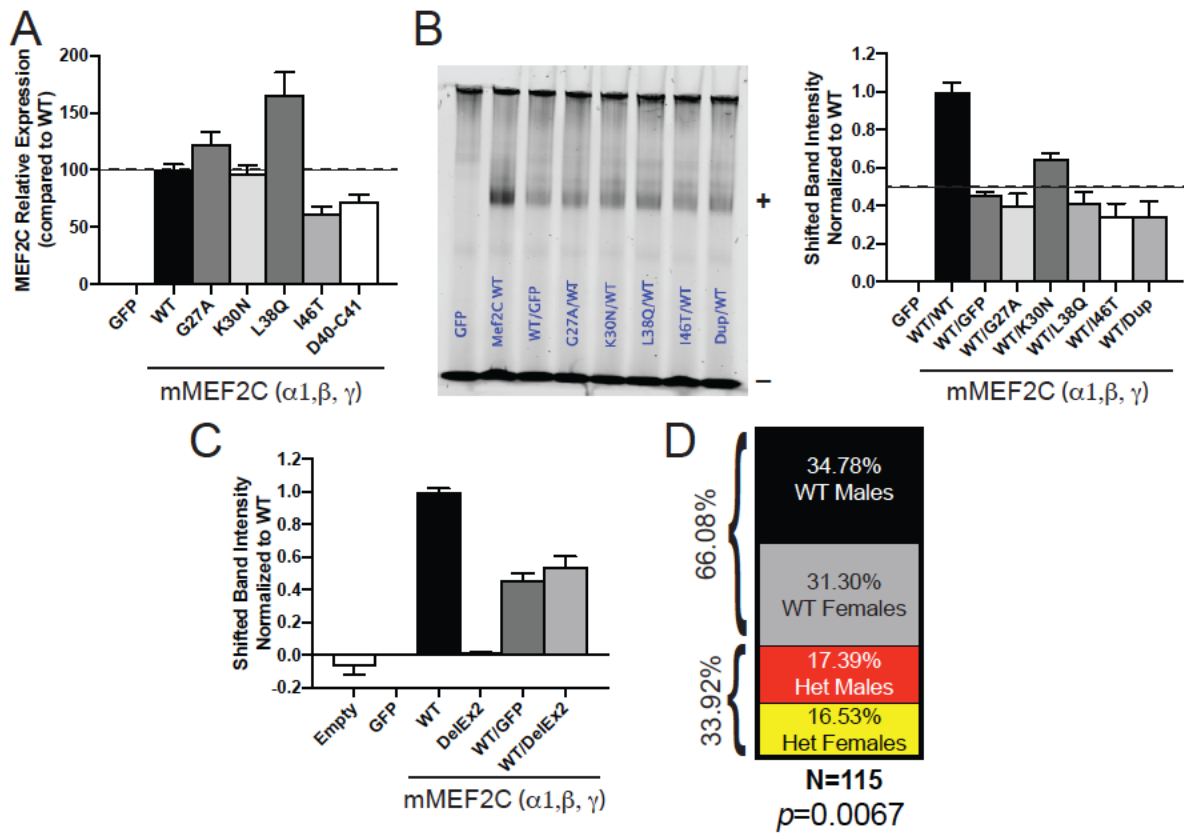 A
MEF2C Relative Expression
(compared to WT)
200
150
100
50
0
GFP
WT
G27A
K30N
L38Q
I46T
D40-C41
mMEF2C (α1,β, γ)
B
GFP
Mef2C WT
WT/GFP
G27A/WT
K30N/WT
L38Q/WT
I46T/WT
Dup/WT
+
–
Shifted Band Intensity
Normalized to WT
1.2
1.0
0.8
0.6
0.4
0.2
0.0
GFP
WT/WT
WT/GFP
WT/G27A
WT/K30N
WT/L38Q
WT/I46T
WT/Dup
mMEF2C (α1,β, γ)
C
Shifted Band Intensity
Normalized to WT
1.2
1.0
0.8
0.6
0.4
0.2
0.0
-0.2
Empty
GFP
WT
DelEx2
WT/GFP
WT/DelEx2
mMEF2C (α1,β, γ)
D
66.08%
33.92%
34.78%
WT Males
31.30%
WT Females
17.39%
Het Males
16.53%
Het Females
N=115
p=0.0067